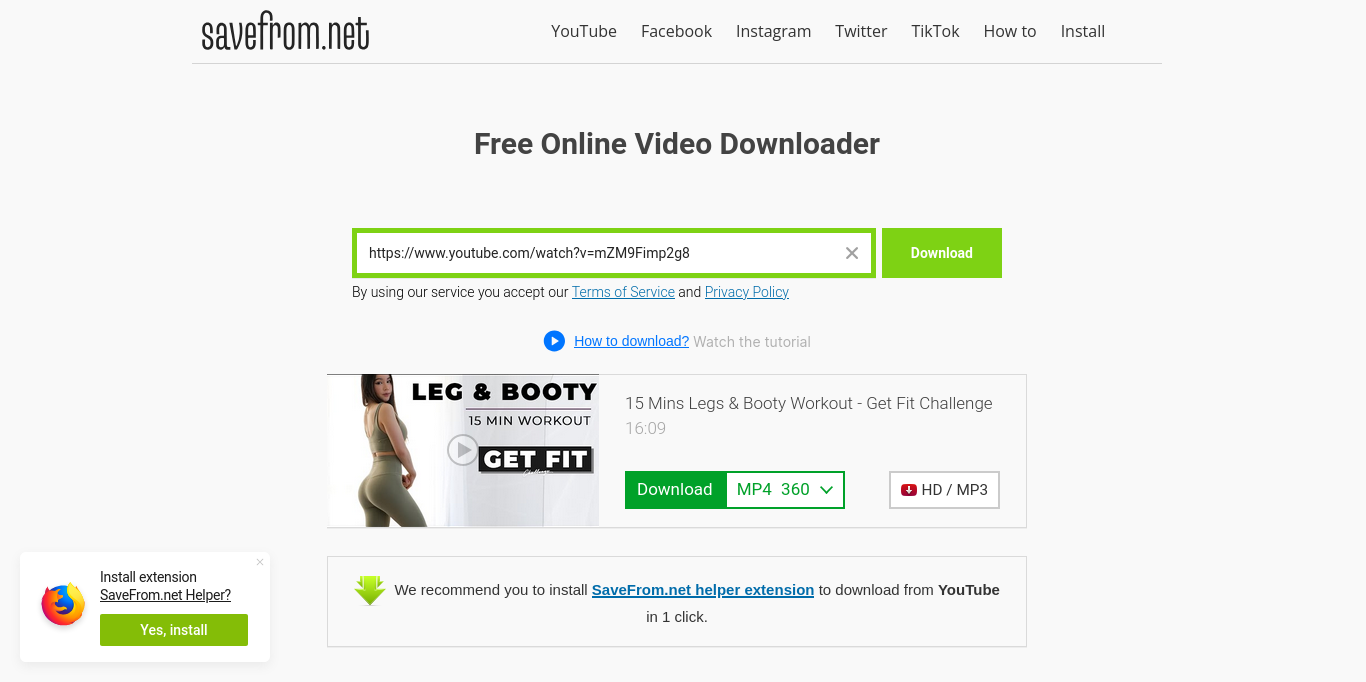 savefrom.net
YouTube Facebook Instagram Twitter TikTok How to Install
Free Online Video Downloader
https://www.youtube.com/watch?v=mZM9Fimp2g8
Download
By using our service you accept our Terms of Service and Privacy Policy
How to download? Watch the tutorial
LEG & BOOTY
15 MIN WORKOUT
GET FIT
15 Mins Legs & Booty Workout - Get Fit Challenge
16:09
Download MP4 360
HD / MP3
We recommend you to install SaveFrom.net helper extension to download from YouTube
in 1 click.
Install extension
SaveFrom.net Helper?
Yes, install